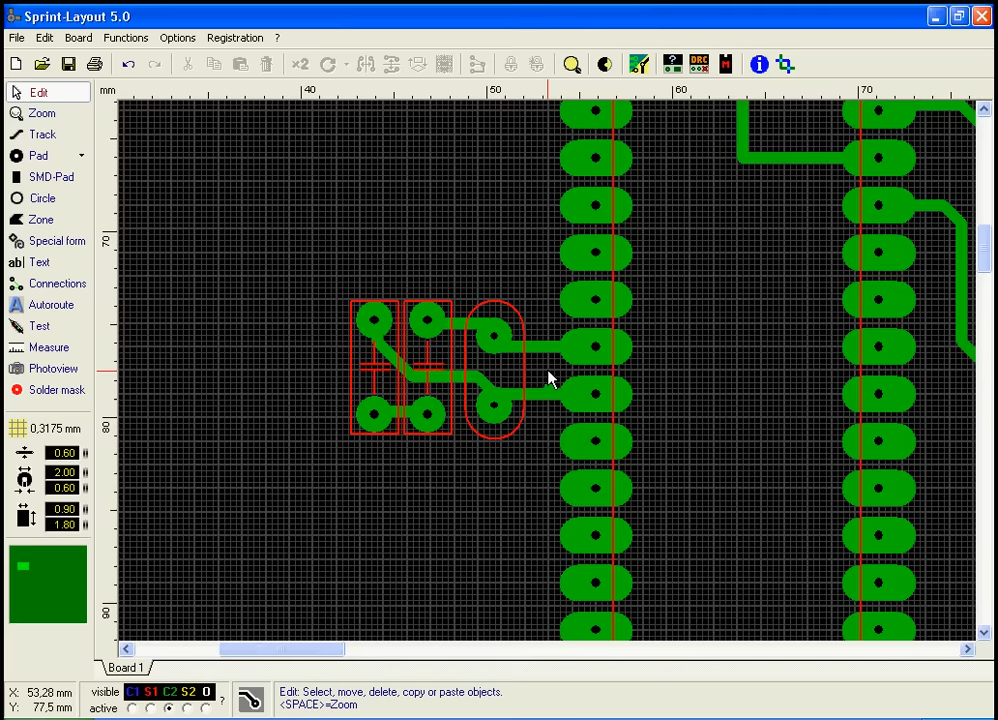 Sprint-Layout 5.0
File Edit Board Functions Options Registration ?
×2 ? DRC M i
mm 40 50 60 70
Edit
Zoom
Track
Pad
SMD-Pad
Circle
Zone
Special form
ab| Text
Connections
A Autoroute
Test
Measure
Photoview
Solder mask
0,3175 mm
0.60
2.00
0.60
0.90
1.80
70
80
90
Board 1
X: 53,28 mm
Y: 77,5 mm
visible C1 S1 C2 S2 O
active ?
Edit: Select, move, delete, copy or paste objects.
<SPACE>=Zoom